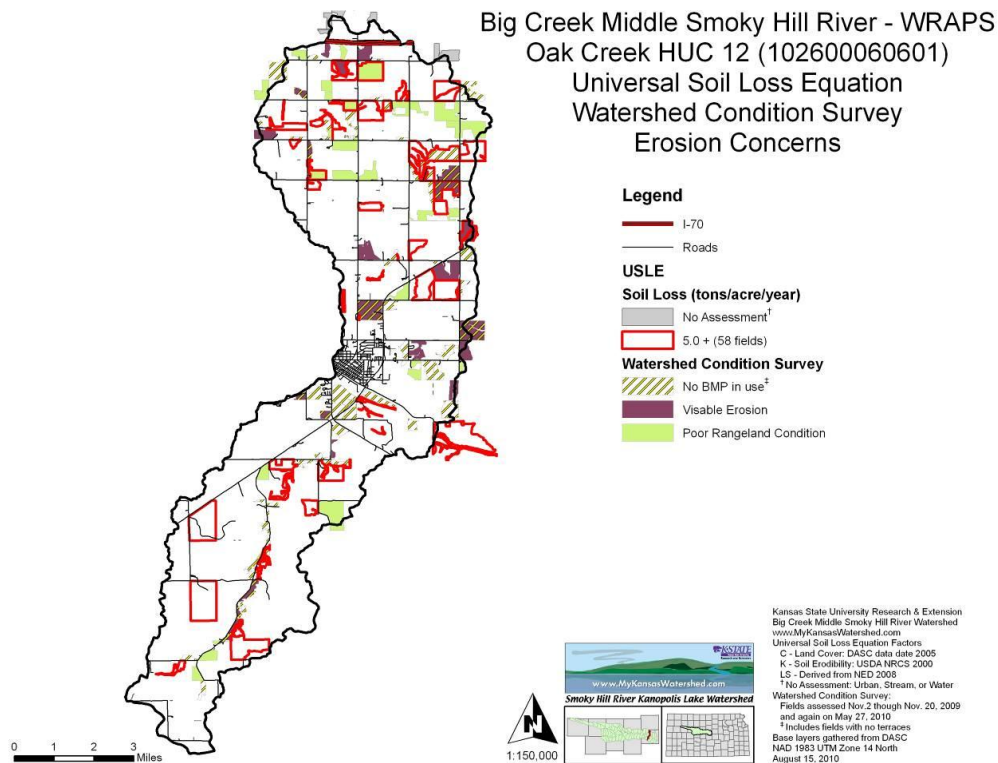 Big Creek Middle Smoky Hill River - WRAPS
Oak Creek HUC 12 (102600060601)
Universal Soil Loss Equation
Watershed Condition Survey
Erosion Concerns
Legend
I-70
Roads
USLE
Soil Loss (tons/acre/year)
No Assessment†
5.0 + (58 fields)
Watershed Condition Survey
No BMP in use‡
Visable Erosion
Poor Rangeland Condition
Kansas State University Research & Extension
Big Creek Middle Smoky Hill River Watershed
www.MyKansasWatershed.com
Universal Soil Loss Equation Factors
C - Land Cover: DASC data date 2005
K - Soil Erodibility: USDA NRCS 2000
LS - Derived from NED 2008
† No Assessment: Urban, Stream, or Water
Watershed Condition Survey:
Fields assessed Nov.2 though Nov. 20, 2009
and again on May 27, 2010
‡ Includes fields with no terraces
Base layers gathered from DASC
NAD 1983 UTM Zone 14 North
August 15, 2010
K-STATE
www.MyKansasWatershed.com
Smoky Hill River Kanopolis Lake Watershed
N
1:150,000
0 1 2 3
Miles